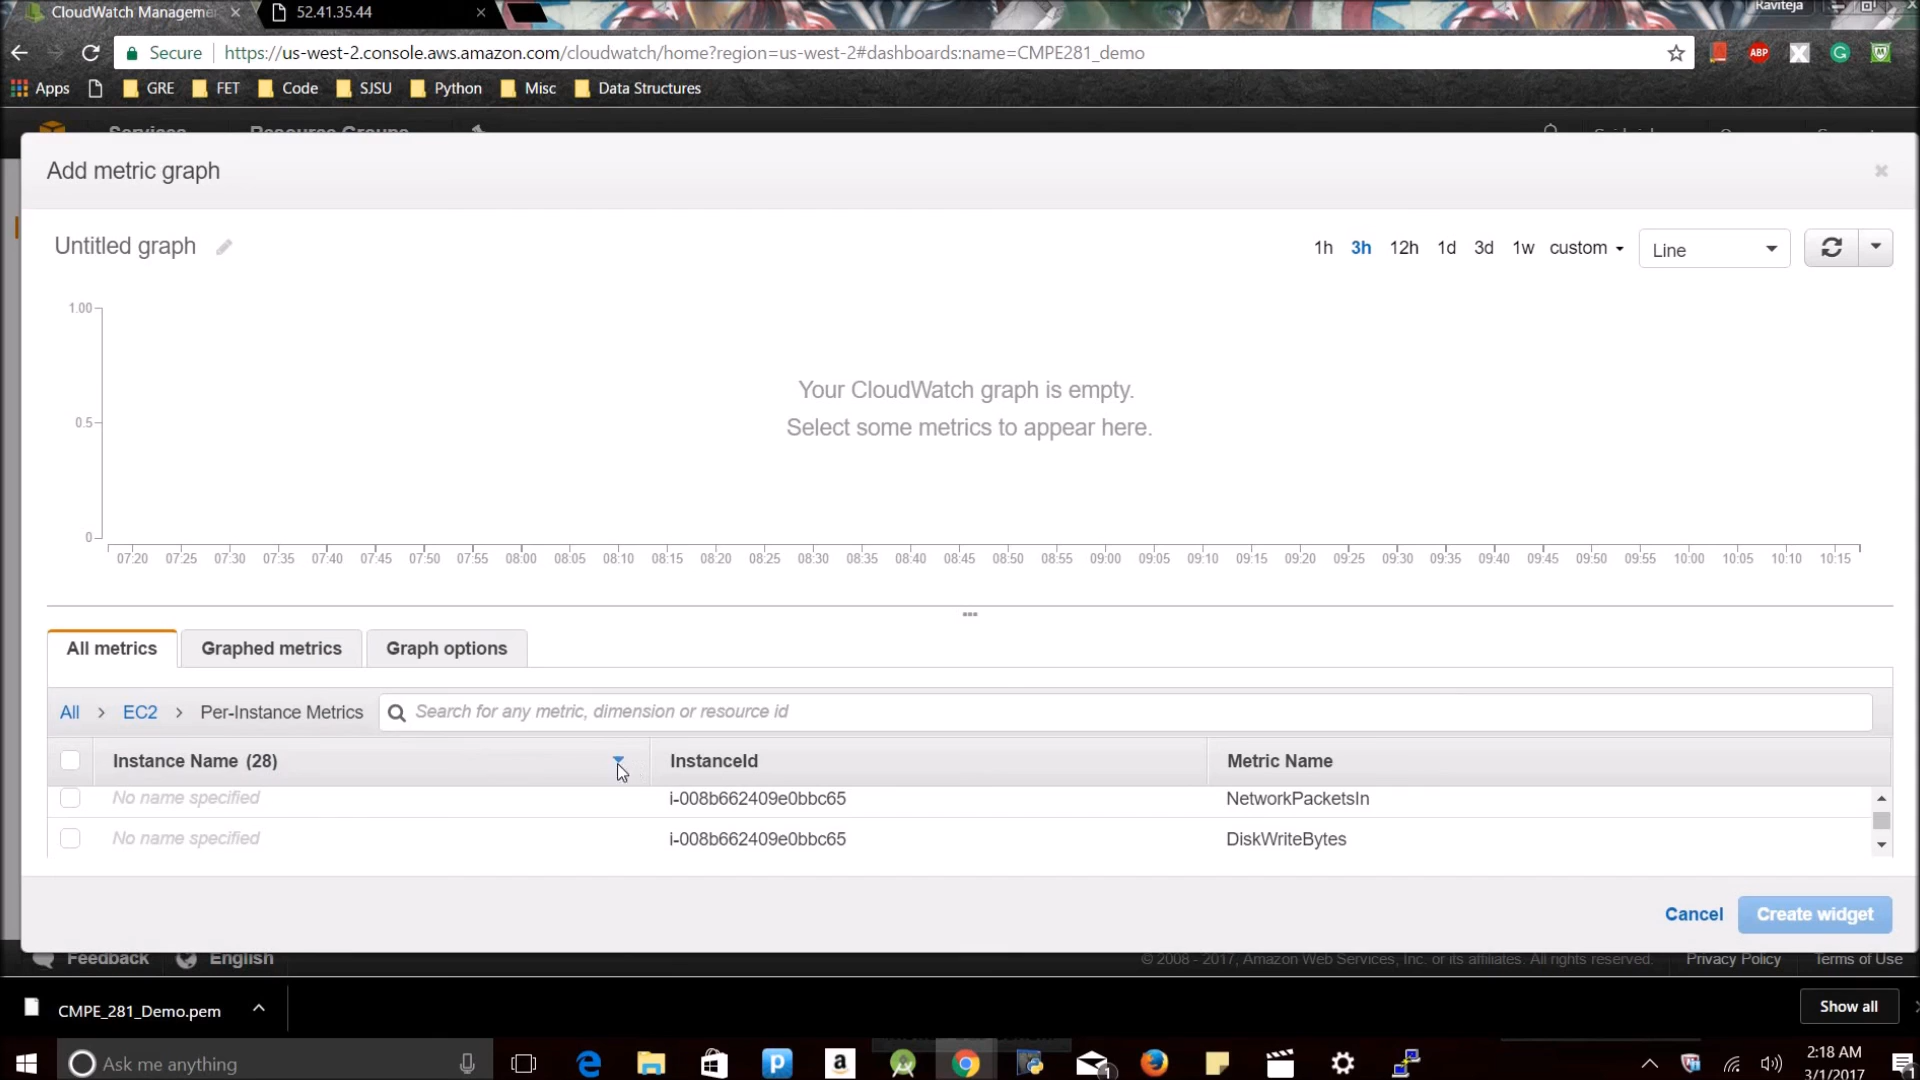 CloudWatch Manageme
52.41.35.44
Raviteja
Secure
https://us-west-2.console.aws.amazon.com/cloudwatch/home?region=us-west-2#dashboards:name=CMPE281_demo
ABP
Apps GRE FET Code SJSU Python Misc Data Structures
Services Resource Groups
Add metric graph
Untitled graph
1h 3h 12h 1d 3d 1w custom Line
1.00
Your CloudWatch graph is empty.
0.5
Select some metrics to appear here.
0
07:20 07:25 07:30 07:35 07:40 07:45 07:50 07:55 08:00 08:05 08:10 08:15 08:20 08:25 08:30 08:35 08:40 08:45 08:50 08:55 09:00 09:05 09:10 09:15 09:20 09:25 09:30 09:35 09:40 09:45 09:50 09:55 10:00 10:05 10:10 10:15
All metrics Graphed metrics Graph options
All > EC2 > Per-Instance Metrics Search for any metric, dimension or resource id
Instance Name (28) InstanceId Metric Name
No name specified i-008b662409e0bbc65 NetworkPacketsIn
No name specified i-008b662409e0bbc65 DiskWriteBytes
Cancel Create widget
Feedback English © 2008 - 2017, Amazon Web Services, Inc. or its affiliates. All rights reserved. Privacy Policy Terms of Use
CMPE_281_Demo.pem Show all
Ask me anything
2:18 AM
3/1/2017